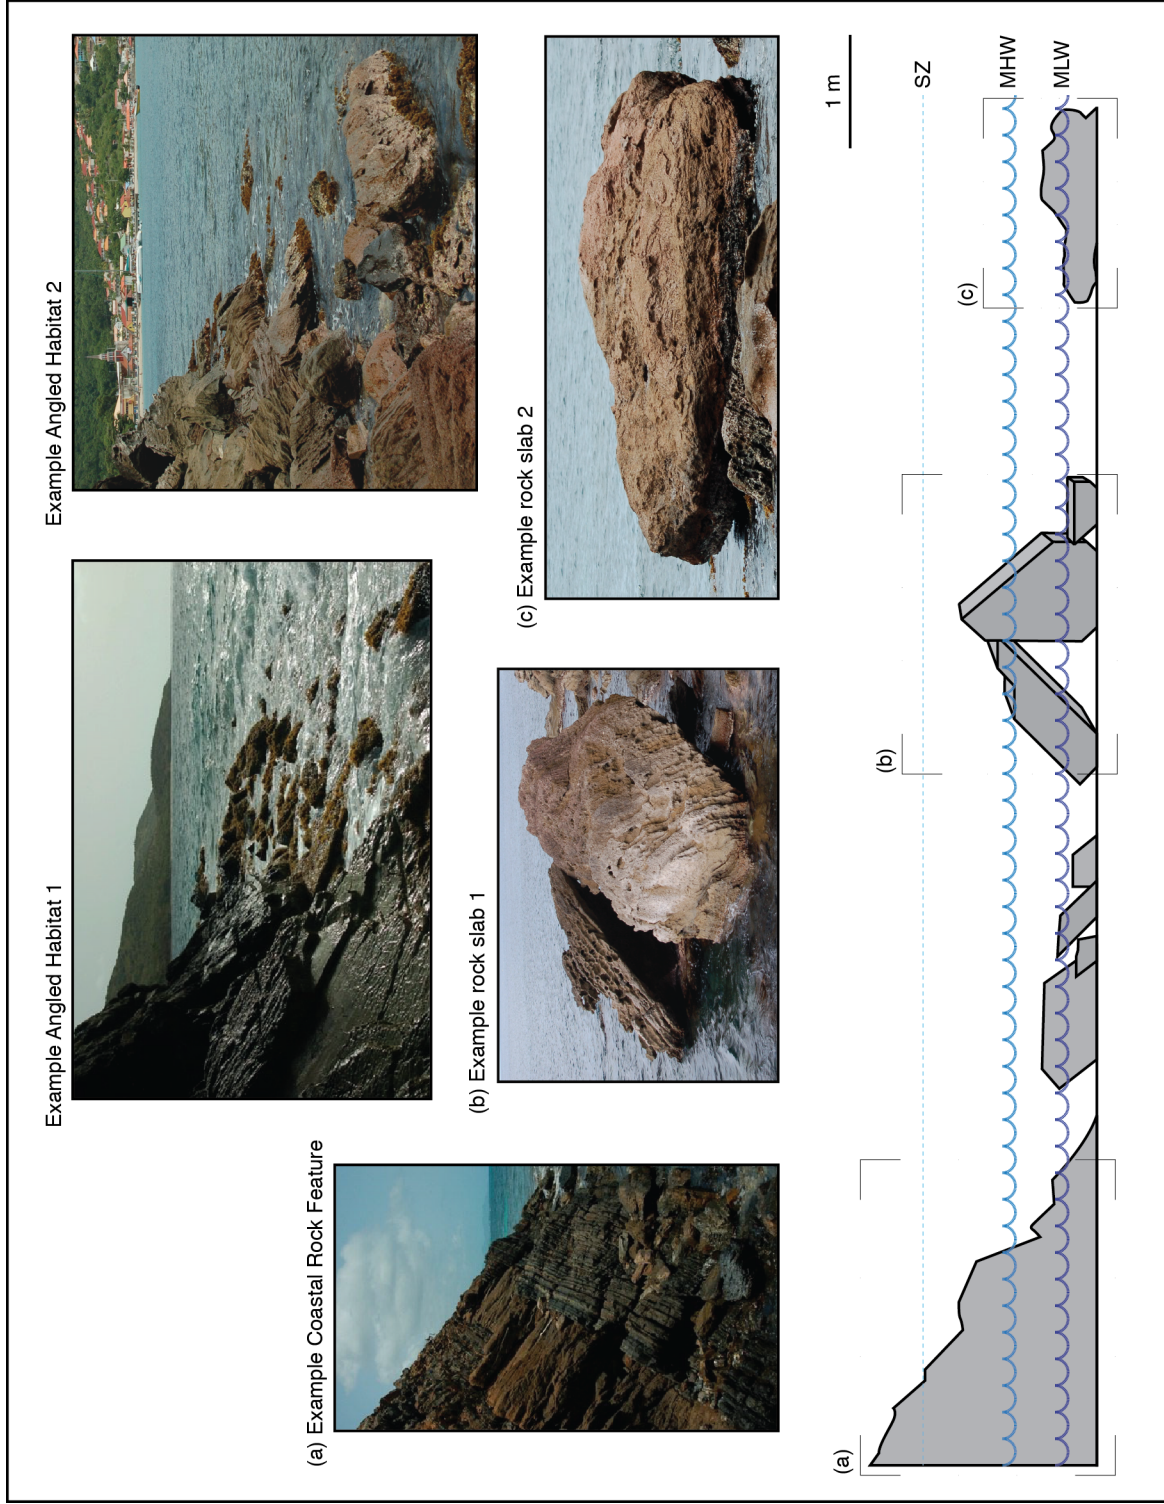 Example Angled Habitat 1
Example Angled Habitat 2
(a) Example Coastal Rock Feature
(b) Example rock slab 1
(c) Example rock slab 2
1 m
SZ
MHW
MLW
(a)
(b)
(c)